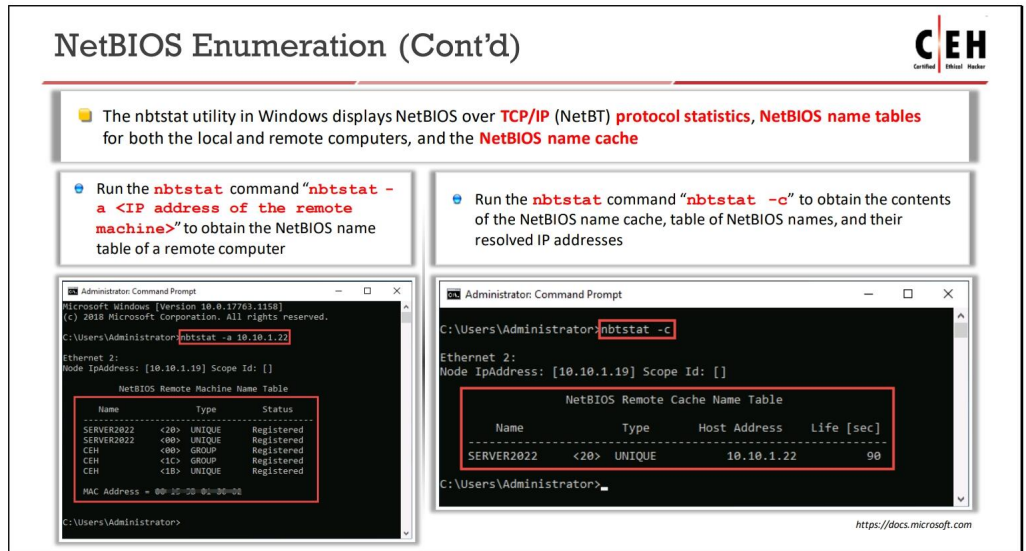 NetBIOS Enumeration (Cont'd)
C|EH
Certified Ethical Hacker
The nbtstat utility in Windows displays NetBIOS over TCP/IP (NetBT) protocol statistics, NetBIOS name tables
for both the local and remote computers, and the NetBIOS name cache
Run the nbtstat command “nbtstat -
a <IP address of the remote
machine>” to obtain the NetBIOS name
table of a remote computer
Run the nbtstat command “nbtstat -c” to obtain the contents
of the NetBIOS name cache, table of NetBIOS names, and their
resolved IP addresses
Administrator: Command Prompt
Microsoft Windows [Version 10.0.17763.1158]
(c) 2018 Microsoft Corporation. All rights reserved.
C:\Users\Administrator>nbtstat -a 10.10.1.22
Ethernet 2:
Node IpAddress: [10.10.1.19] Scope Id: []
NetBIOS Remote Machine Name Table
Name Type Status
---------------------------------------------
SERVER2022 <20> UNIQUE Registered
SERVER2022 <00> UNIQUE Registered
CEH <00> GROUP Registered
CEH <1C> GROUP Registered
CEH <1B> UNIQUE Registered
MAC Address =
C:\Users\Administrator>
Administrator: Command Prompt
C:\Users\Administrator>nbtstat -c
Ethernet 2:
Node IpAddress: [10.10.1.19] Scope Id: []
NetBIOS Remote Cache Name Table
Name Type Host Address Life [sec]
------------------------------------------------------------
SERVER2022 <20> UNIQUE 10.10.1.22 90
C:\Users\Administrator>
https://docs.microsoft.com